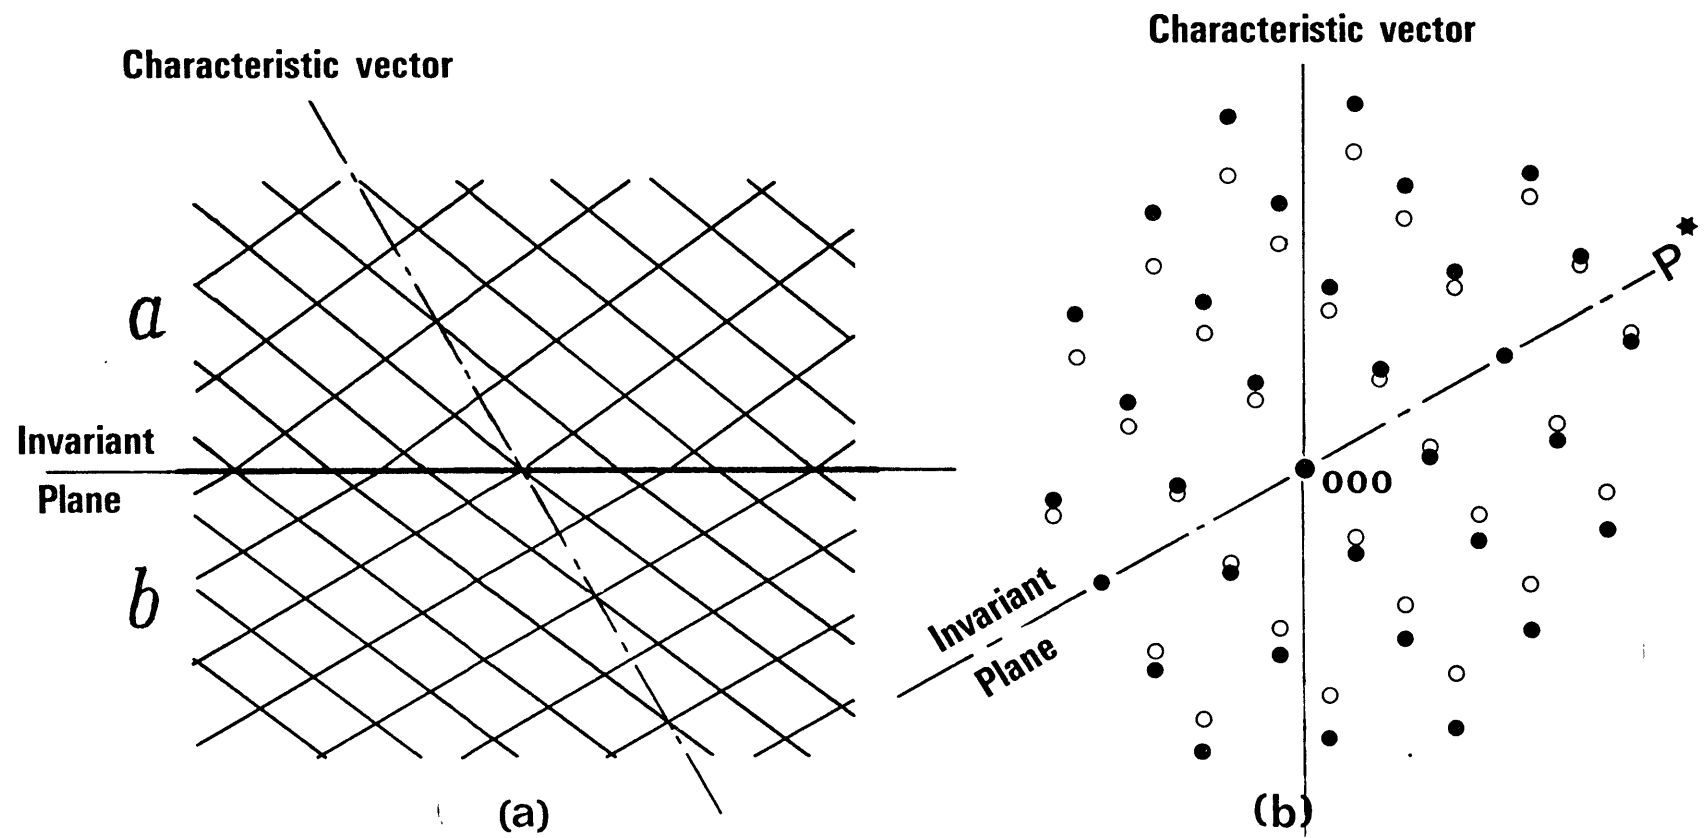 Characteristic vector
a
Invariant
Plane
b
(a)
Characteristic vector
P*
000
Invariant
Plane
(b)